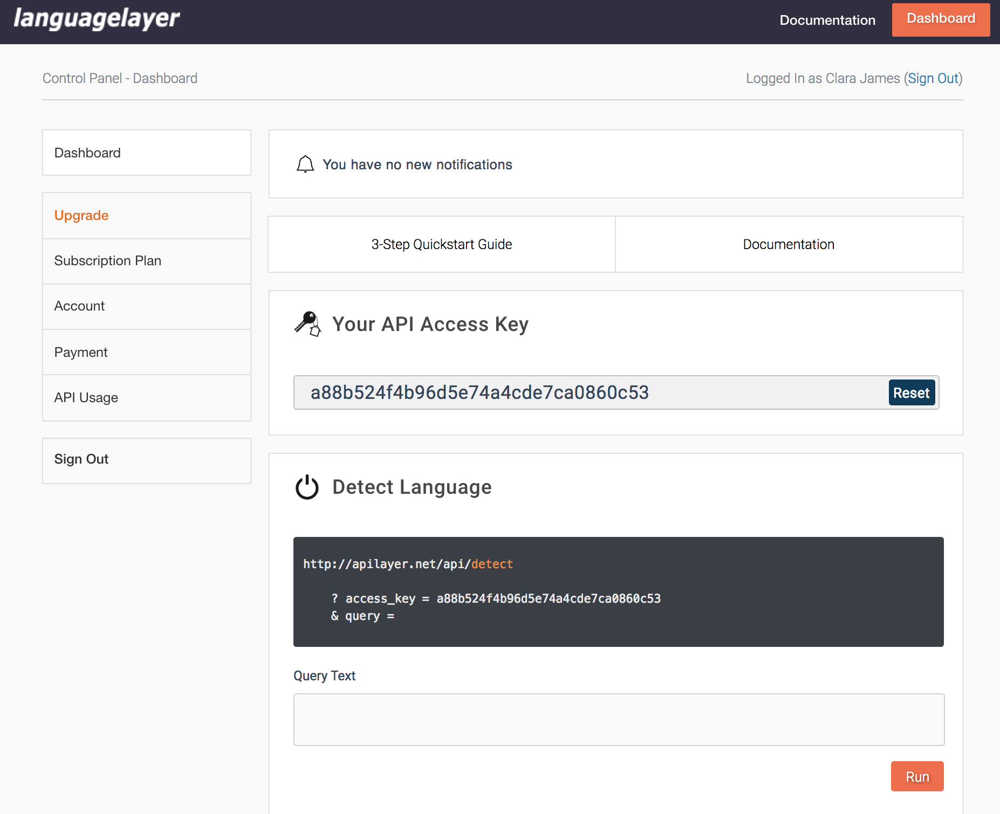 languagelayer
Documentation
Dashboard
Control Panel - Dashboard
Logged In as Clara James (Sign Out)
Dashboard
Upgrade
Subscription Plan
Account
Payment
API Usage
Sign Out
You have no new notifications
3-Step Quickstart Guide
Documentation
Your API Access Key
a88b524f4b96d5e74a4cde7ca0860c53
Reset
Detect Language
http://apilayer.net/api/detect
? access_key = a88b524f4b96d5e74a4cde7ca0860c53
& query =
Query Text
Run